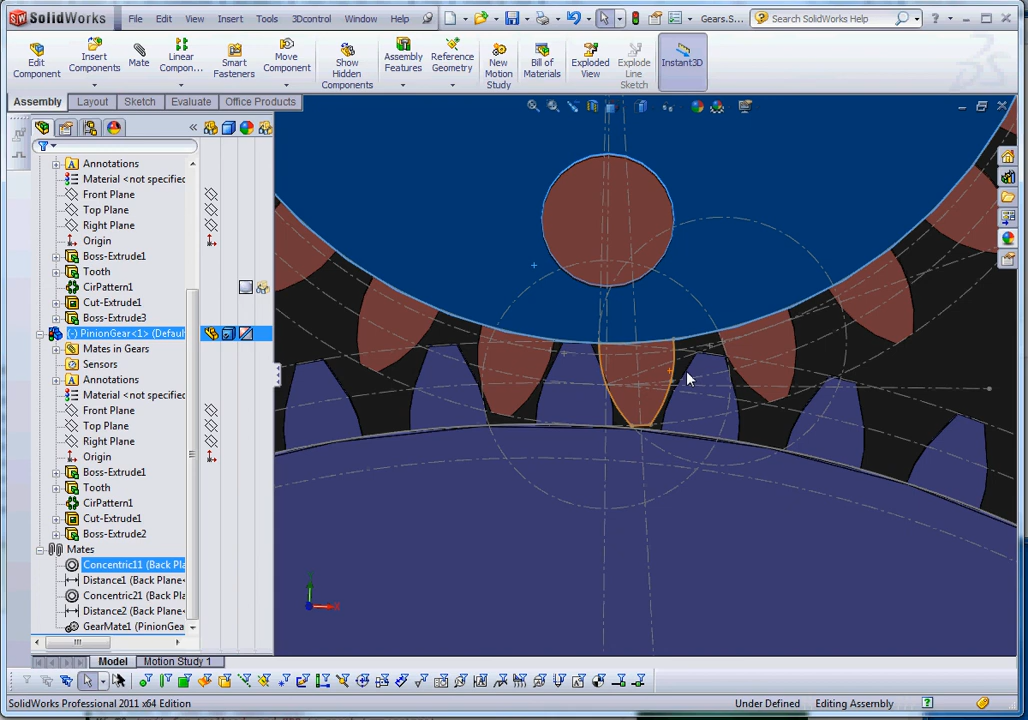 SolidWorks File Edit View Insert Tools 3Dcontrol Window Help Gears.S... Search SolidWorks Help
Edit Component
Insert Components
Mate
Linear Compon...
Smart Fasteners
Move Component
Show Hidden Components
Assembly Features
Reference Geometry
New Motion Study
Bill of Materials
Exploded View
Explode Line Sketch
Instant3D
Assembly Layout Sketch Evaluate Office Products
Annotations
Material <not specified
Front Plane
Top Plane
Right Plane
Origin
Boss-Extrude1
Tooth
CirPattern1
Cut-Extrude1
Boss-Extrude3
(-) PinionGear<1> (Defaul
Mates in Gears
Sensors
Annotations
Material <not specified
Front Plane
Top Plane
Right Plane
Origin
Boss-Extrude1
Tooth
CirPattern1
Cut-Extrude1
Boss-Extrude2
Mates
Concentric11 (Back Pla
Distance1 (Back Plane<
Concentric21 (Back Pla
Distance2 (Back Plane<
GearMate1 (PinionGea
Model Motion Study 1
SolidWorks Professional 2011 x64 Edition Under Defined Editing Assembly